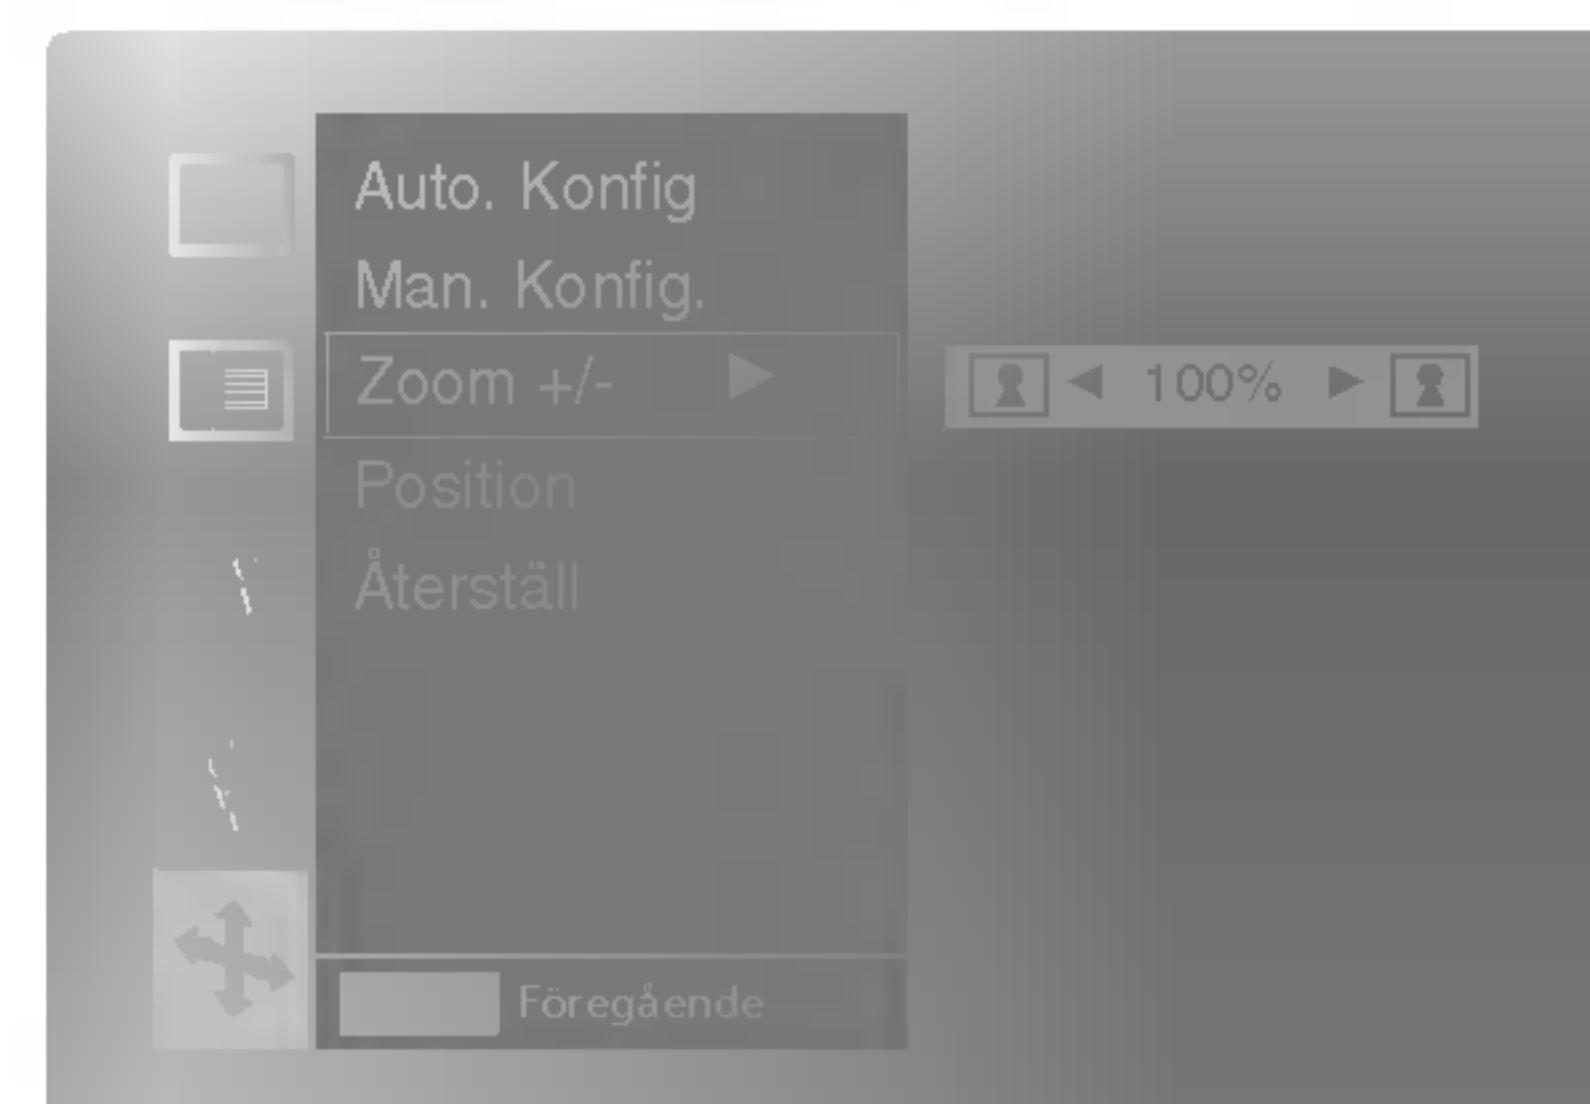 Auto. Konfig
Man. Konfig.
Zoom +/-
100%
Position
Återställ
Föregående